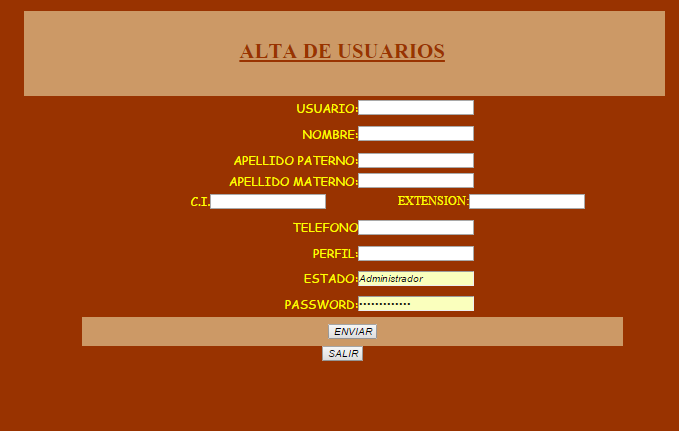 ALTA DE USUARIOS
USUARIO:
NOMBRE:
APELLIDO PATERNO:
APELLIDO MATERNO:
C.I. EXTENSION:
TELEFONO
PERFIL:
ESTADO: Administrador
PASSWORD: •••••••••••••
ENVIAR
SALIR